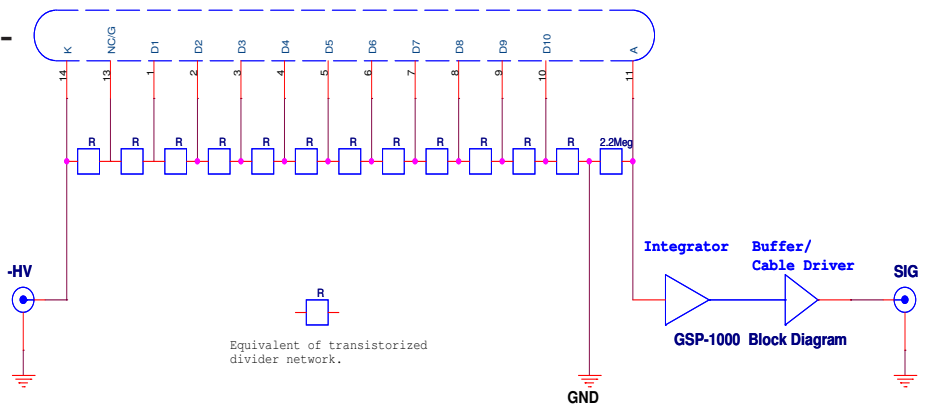 -
K NC/G D1 D2 D3 D4 D5 D6 D7 D8 D9 D10 A
14 13 1 2 3 4 5 6 7 8 9 10 11
R R R R R R R R R R R R 2.2Meg
Integrator Buffer/
Cable Driver
-HV
SIG
R
GSP-1000 Block Diagram
Equivalent of transistorized
divider network.
GND